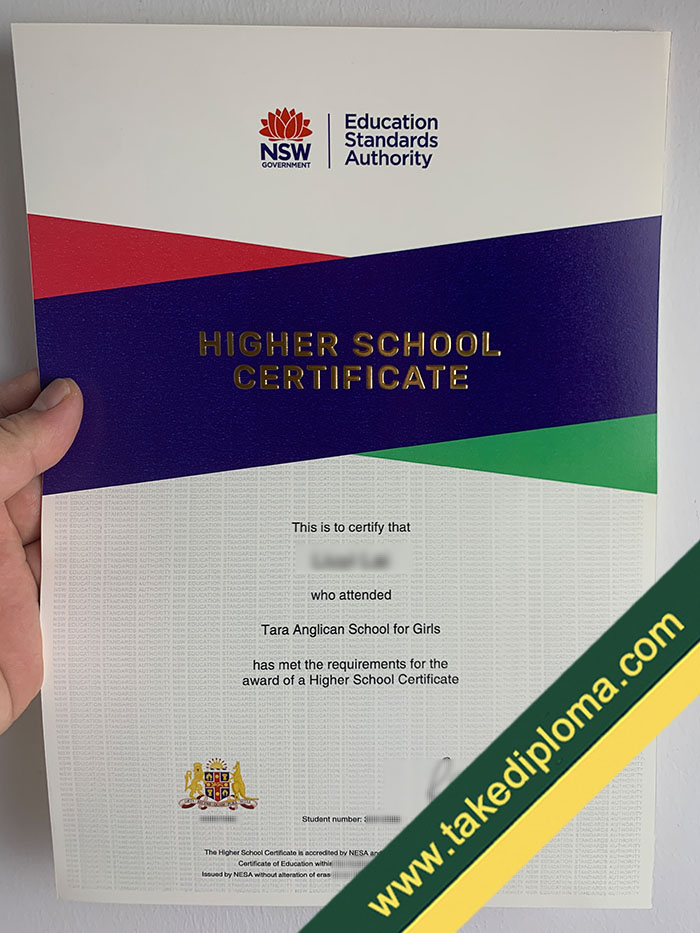 NSW
GOVERNMENT
Education
Standards
Authority
HIGHER SCHOOL
CERTIFICATE
This is to certify that
who attended
Tara Anglican School for Girls
has met the requirements for the
award of a Higher School Certificate
Student number:
The Higher School Certificate is accredited by NESA and
Certificate of Education
Issued by NESA without alteration of
www.takediploma.com